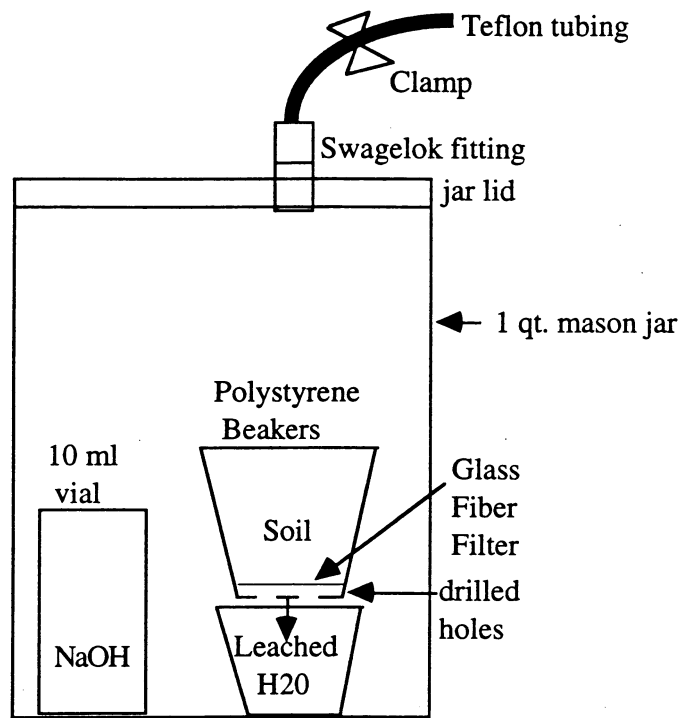 Teflon tubing
Clamp
Swagelok fitting
jar lid
1 qt. mason jar
Polystyrene
Beakers
10 ml
vial
Glass
Fiber
Filter
Soil
drilled
holes
NaOH
Leached
H20